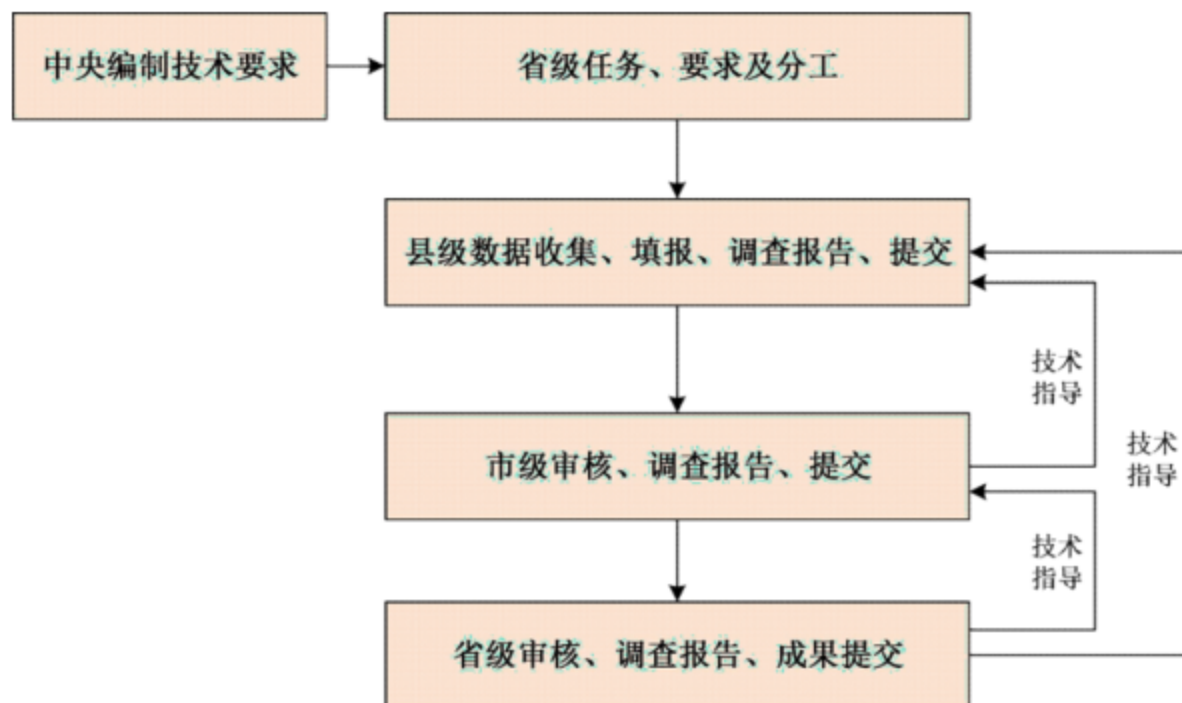 中央编制技术要求
省级任务、要求及分工
县级数据收集、填报、调查报告、提交
技术
指导
市级审核、调查报告、提交
技术
指导
技术
指导
省级审核、调查报告、成果提交